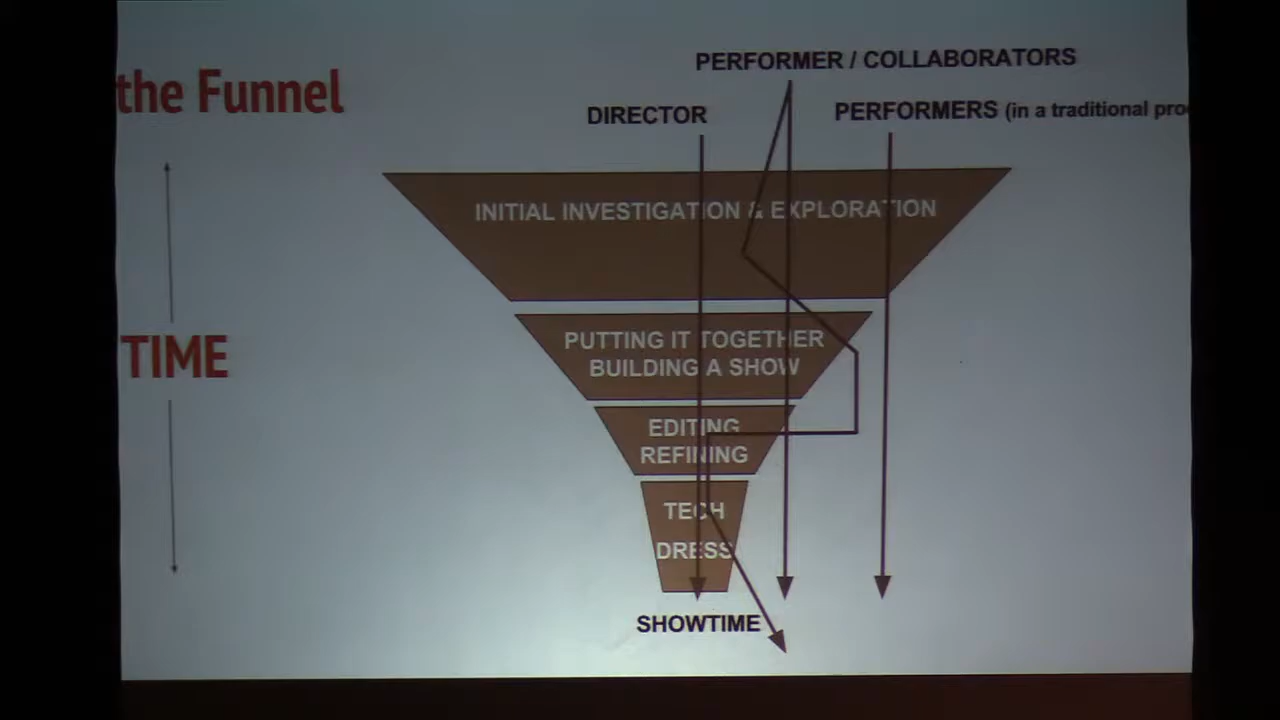 the Funnel
PERFORMER / COLLABORATORS
DIRECTOR
PERFORMERS (in a traditional
INITIAL INVESTIGATION & EXPLORATION
PUTTING IT TOGETHER
BUILDING A SHOW
TIME
EDITING
REFINING
TECH
DRESS
SHOWTIME